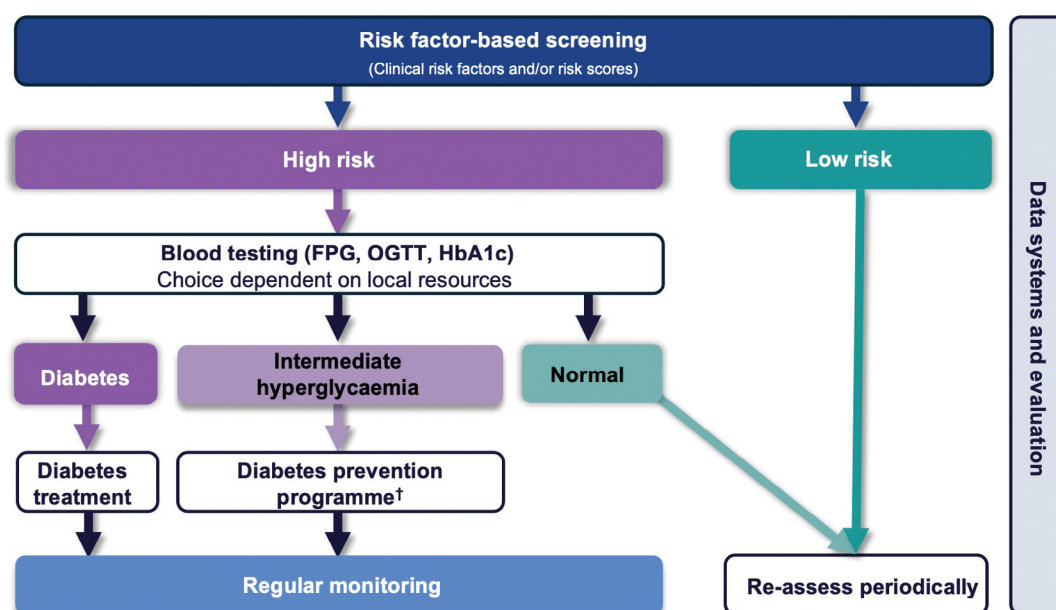 Risk factor-based screening
(Clinical risk factors and/or risk scores)
High risk
Low risk
Blood testing (FPG, OGTT, HbA1c)
Choice dependent on local resources
Diabetes
Intermediate
hyperglycaemia
Normal
Diabetes
treatment
Diabetes prevention
programme†
Regular monitoring
Re-assess periodically
Data systems and evaluation